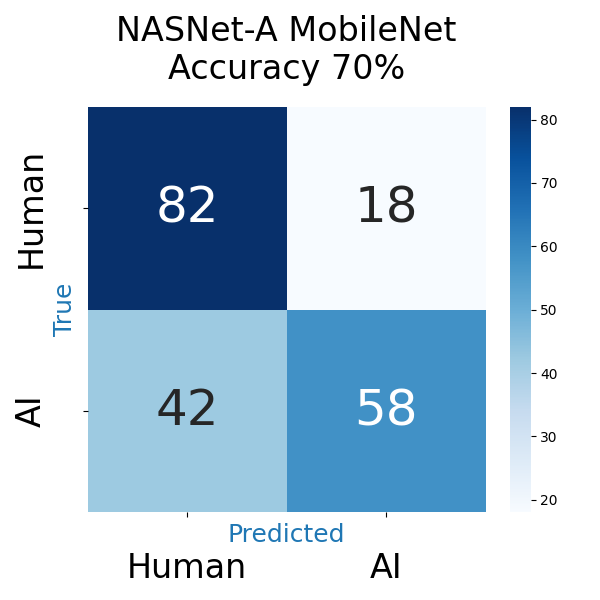 NASNet-A MobileNet
Accuracy 70%
Human
82
18
80
70
60
50
40
30
20
True
AI
42
58
Predicted
Human
AI